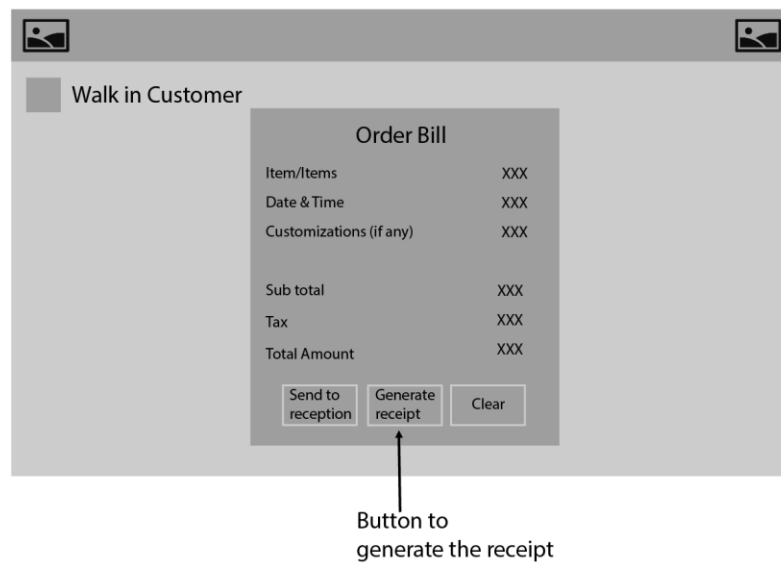 Walk in Customer
Order Bill
Item/Items XXX
Date & Time XXX
Customizations (if any) XXX
Sub total XXX
Tax XXX
Total Amount XXX
Send to
reception
Generate
receipt
Clear
Button to
generate the receipt